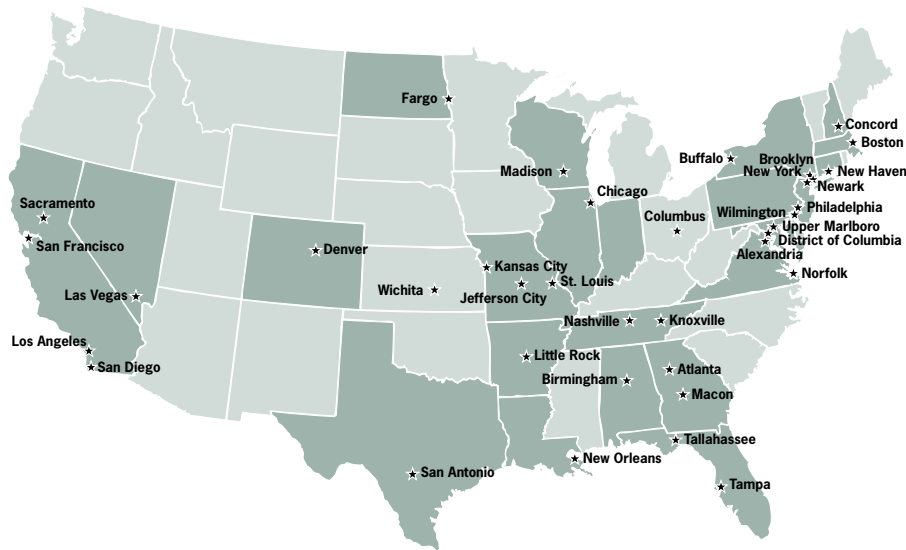 Fargo
Concord
Boston
Buffalo
Brooklyn
Madison
New York
New Haven
Newark
Chicago
Sacramento
Columbus
Wilmington
Philadelphia
Upper Marlboro
San Francisco
Denver
District of Columbia
Alexandria
Kansas City
Norfolk
St. Louis
Las Vegas
Wichita
Jefferson City
Nashville
Knoxville
Los Angeles
Little Rock
San Diego
Atlanta
Birmingham
Macon
Tallahassee
New Orleans
San Antonio
Tampa